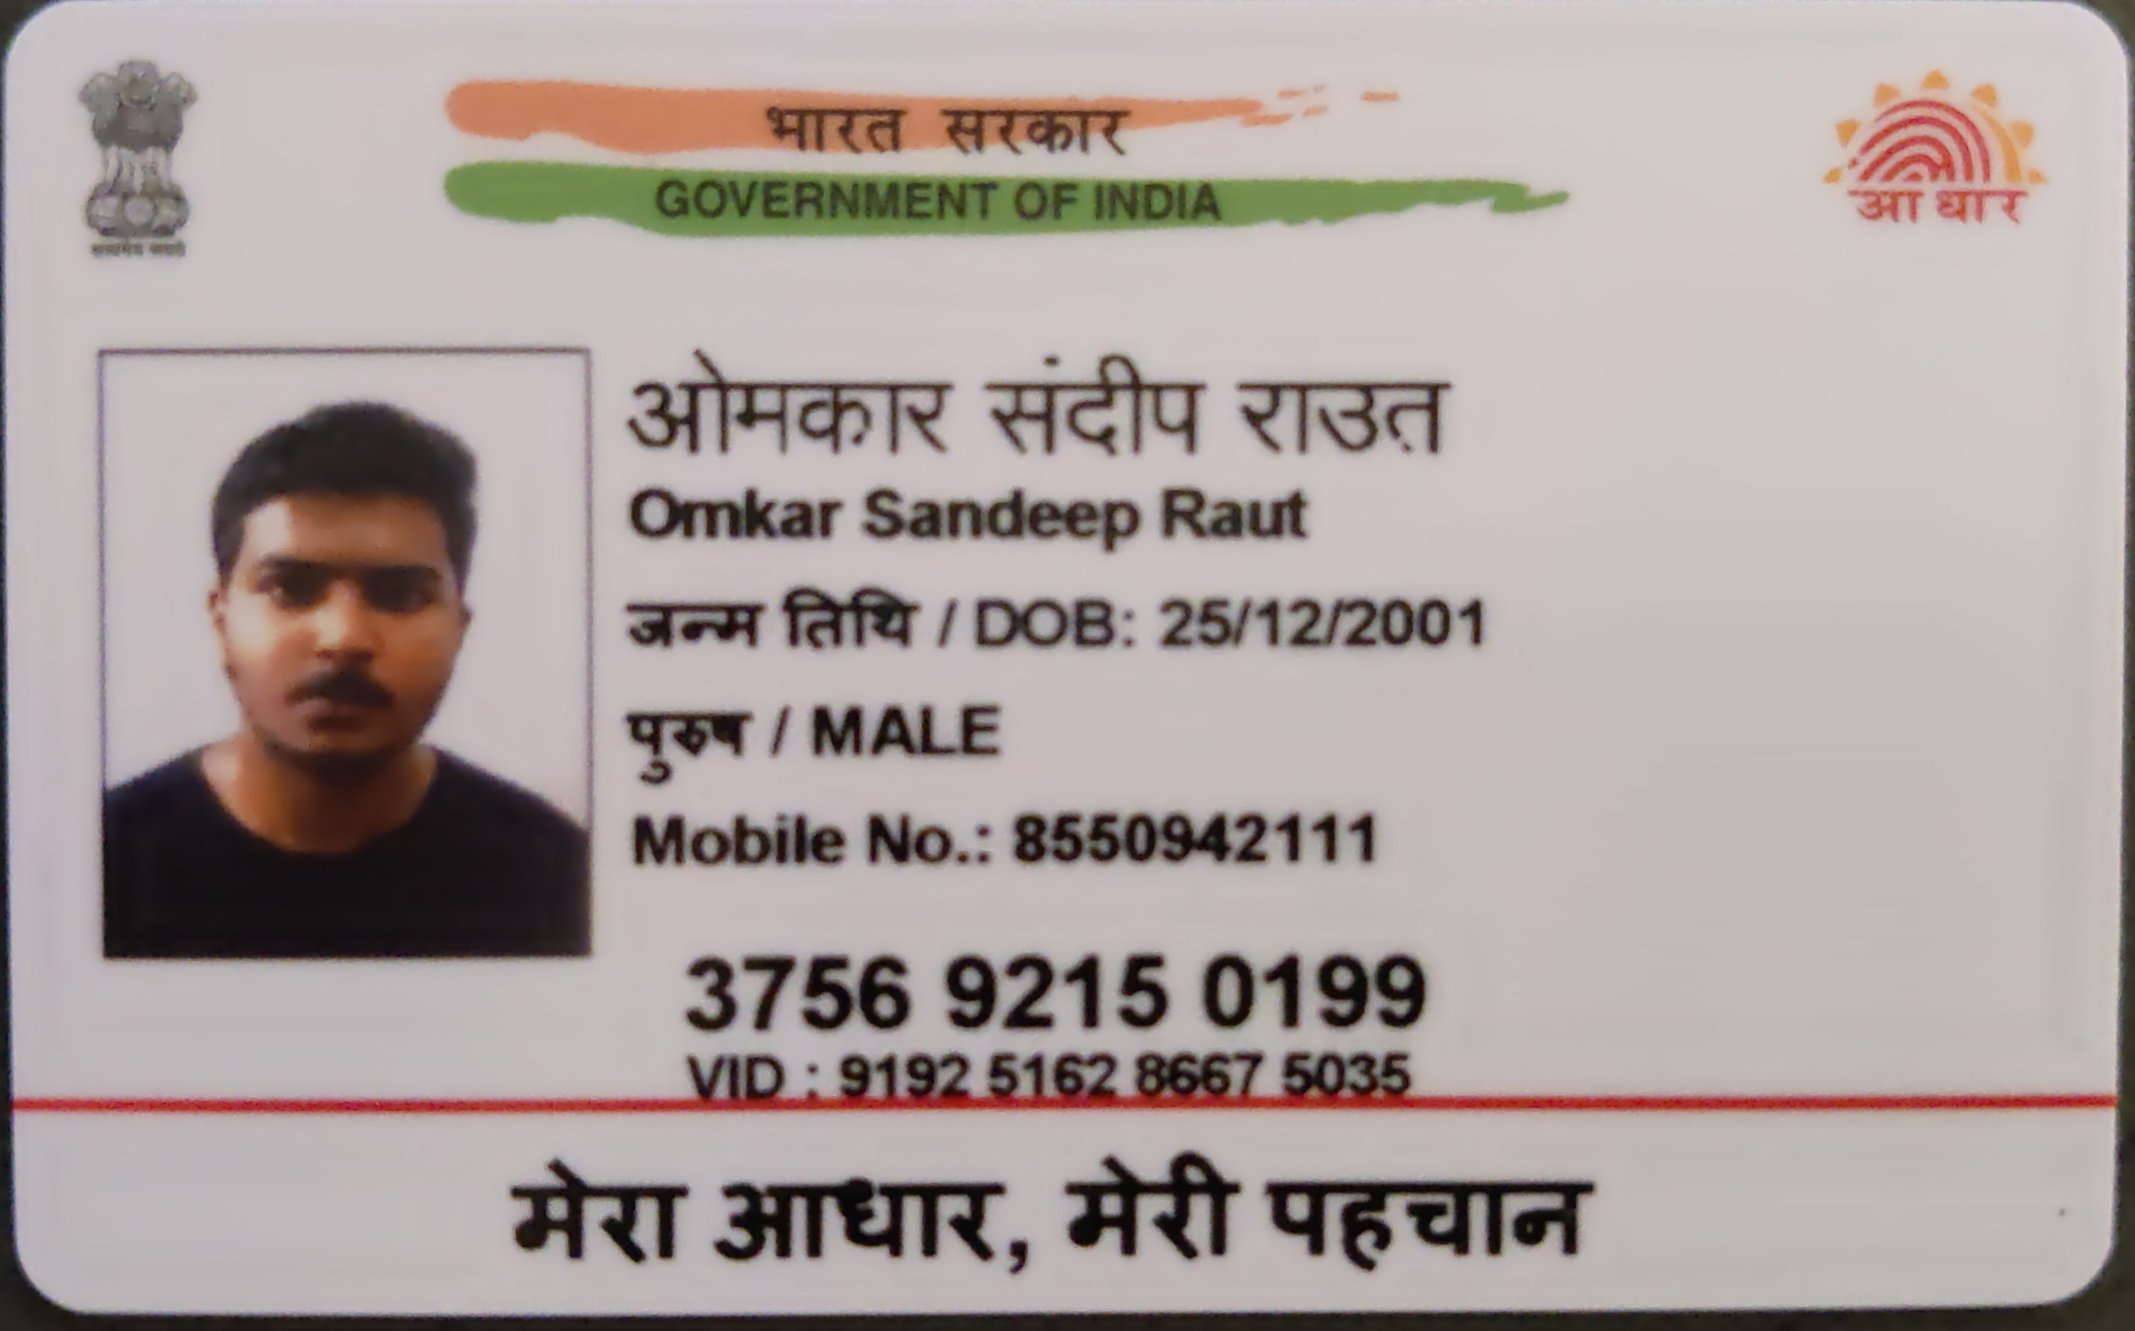 भारत सरकार
GOVERNMENT OF INDIA
आधार
ओमकार संदीप राउत
Omkar Sandeep Raut
जन्म तिथि / DOB: 25/12/2001
पुरुष / MALE
Mobile No.: 8550942111
3756 9215 0199
VID : 9192 5162 8667 5035
मेरा आधार, मेरी पहचान